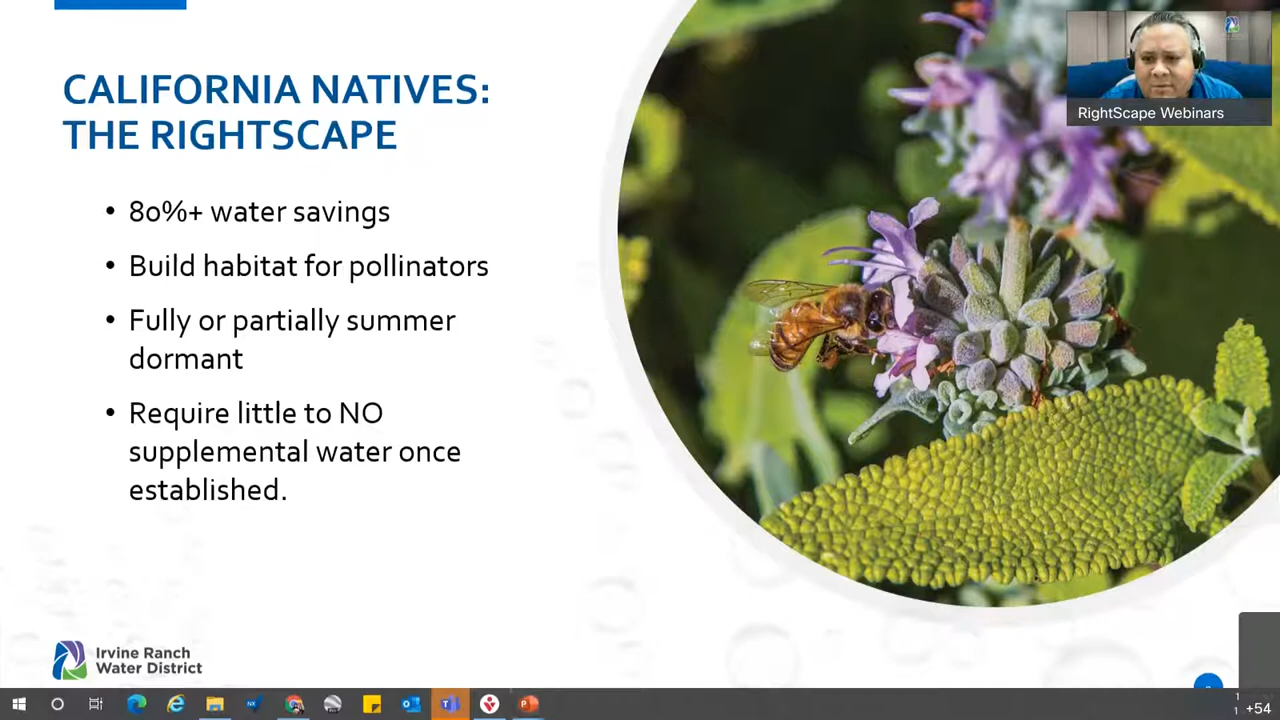 CALIFORNIA NATIVES:
THE RIGHTSCAPE
• 80%+ water savings
• Build habitat for pollinators
• Fully or partially summer
dormant
• Require little to NO
supplemental water once
established.
RightScape Webinars
Irvine Ranch
Water District
+54